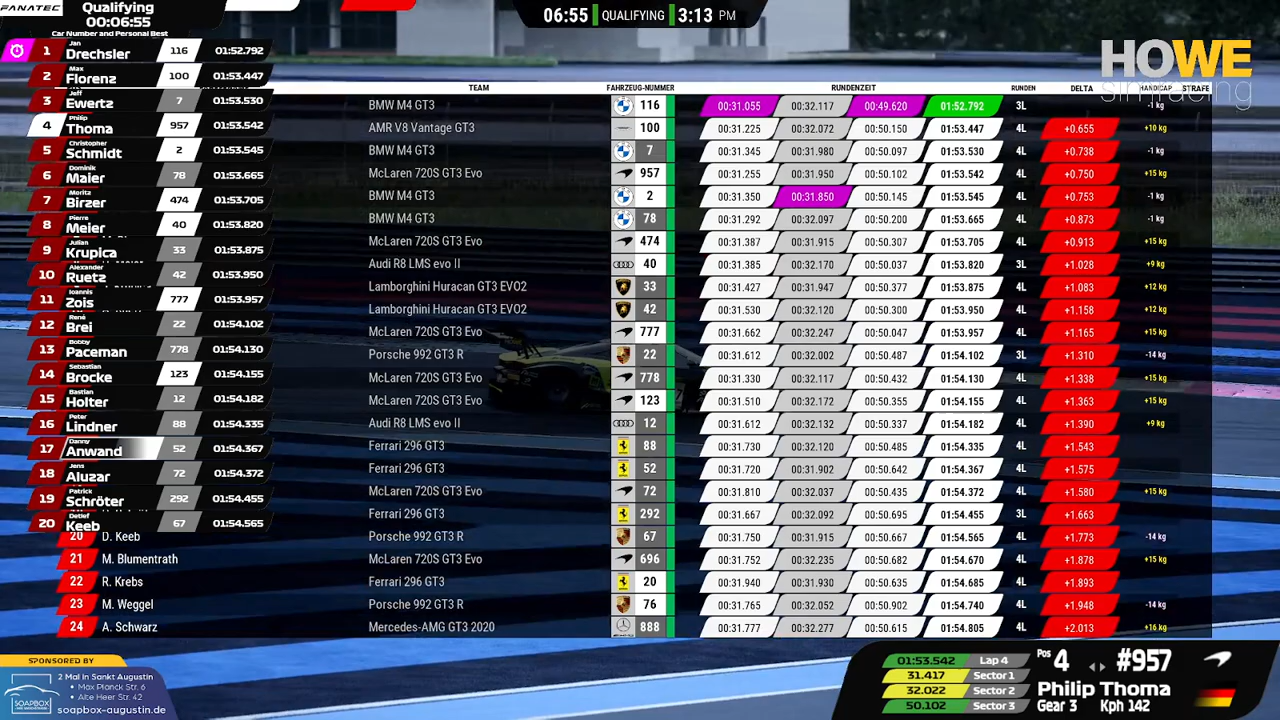 FANATEC
Qualifying
00:06:55
Car Number and Personal Best
06:55 QUALIFYING 3:13 PM
HOWE
simracing
TEAM FAHRZEUG-NUMMER RUNDENZEIT RUNDEN DELTA HANDICAP STRAFE
1 Jan Drechsler 116 01:52.792
2 Max Florenz 100 01:53.447
3 Jeff Ewertz 7 01:53.530
4 Philip Thoma 957 01:53.542
5 Christopher Schmidt 2 01:53.545
6 Dominik Maier 78 01:53.665
7 Moritz Birzer 474 01:53.705
8 Pierre Meier 40 01:53.820
9 Julian Krupica 33 01:53.875
10 Alexander Ruetz 42 01:53.950
11 Ioannis Zois 777 01:53.957
12 René Brei 22 01:54.102
13 Bobby Paceman 778 01:54.130
14 Sebastian Brocke 123 01:54.155
15 Bastian Holter 12 01:54.182
16 Peter Lindner 88 01:54.335
17 Danny Anwand 52 01:54.367
18 Jens Aluzar 72 01:54.372
19 Patrick Schröter 292 01:54.455
20 Detlef Keeb 67 01:54.565
BMW M4 GT3 116 00:31.055 00:32.117 00:49.620 01:52.792 3L -1 kg
AMR V8 Vantage GT3 100 00:31.225 00:32.072 00:50.150 01:53.447 4L +0.655 +10 kg
BMW M4 GT3 7 00:31.345 00:31.980 00:50.097 01:53.530 4L +0.738 -1 kg
McLaren 720S GT3 Evo 957 00:31.255 00:31.950 00:50.102 01:53.542 4L +0.750 +15 kg
BMW M4 GT3 2 00:31.350 00:31.850 00:50.145 01:53.545 4L +0.753 -1 kg
BMW M4 GT3 78 00:31.292 00:32.097 00:50.200 01:53.665 4L +0.873 -1 kg
McLaren 720S GT3 Evo 474 00:31.387 00:31.915 00:50.307 01:53.705 4L +0.913 +15 kg
Audi R8 LMS evo II 40 00:31.385 00:32.170 00:50.037 01:53.820 3L +1.028 +9 kg
Lamborghini Huracan GT3 EVO2 33 00:31.427 00:31.947 00:50.377 01:53.875 4L +1.083 +12 kg
Lamborghini Huracan GT3 EVO2 42 00:31.530 00:32.120 00:50.300 01:53.950 4L +1.158 +12 kg
McLaren 720S GT3 Evo 777 00:31.662 00:32.247 00:50.047 01:53.957 4L +1.165 +15 kg
Porsche 992 GT3 R 22 00:31.612 00:32.002 00:50.487 01:54.102 3L +1.310 -14 kg
McLaren 720S GT3 Evo 778 00:31.330 00:32.117 00:50.432 01:54.130 4L +1.338 +15 kg
McLaren 720S GT3 Evo 123 00:31.510 00:32.172 00:50.355 01:54.155 4L +1.363 +15 kg
Audi R8 LMS evo II 12 00:31.612 00:32.132 00:50.337 01:54.182 4L +1.390 +9 kg
Ferrari 296 GT3 88 00:31.730 00:32.120 00:50.485 01:54.335 4L +1.543
Ferrari 296 GT3 52 00:31.720 00:31.902 00:50.642 01:54.367 4L +1.575
McLaren 720S GT3 Evo 72 00:31.810 00:32.037 00:50.435 01:54.372 4L +1.580 +15 kg
Ferrari 296 GT3 292 00:31.667 00:32.092 00:50.695 01:54.455 3L +1.663
20 D. Keeb Porsche 992 GT3 R 67 00:31.750 00:31.915 00:50.667 01:54.565 4L +1.773 -14 kg
21 M. Blumentrath McLaren 720S GT3 Evo 696 00:31.752 00:32.235 00:50.682 01:54.670 4L +1.878 +15 kg
22 R. Krebs Ferrari 296 GT3 20 00:31.940 00:31.930 00:50.635 01:54.685 4L +1.893
23 M. Weggel Porsche 992 GT3 R 76 00:31.765 00:32.052 00:50.902 01:54.740 4L +1.948 -14 kg
24 A. Schwarz Mercedes-AMG GT3 2020 888 00:31.777 00:32.277 00:50.615 01:54.805 4L +2.013 +16 kg
SPONSORED BY
2 Mal in Sankt Augustin
• Max Planck Str. 6
• Alte Heer Str. 42
SOAPBOX
soapbox-augustin.de
01:53.542 Lap 4
31.417 Sector 1
32.022 Sector 2
50.102 Sector 3
Pos 4 #957
Philip Thoma
Gear 3 Kph 142